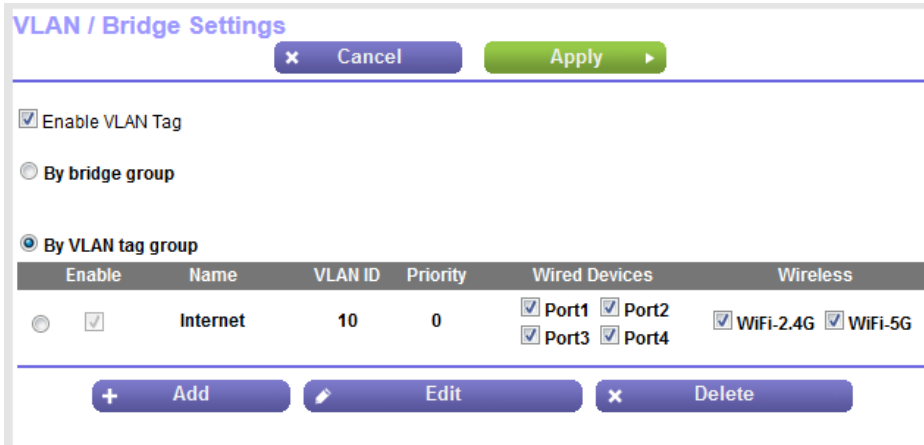 VLAN / Bridge Settings
Cancel Apply
Enable VLAN Tag
By bridge group
By VLAN tag group
Enable Name VLAN ID Priority Wired Devices Wireless
Internet 10 0 Port1 Port2 WiFi-2.4G WiFi-5G
Port3 Port4
Add Edit Delete